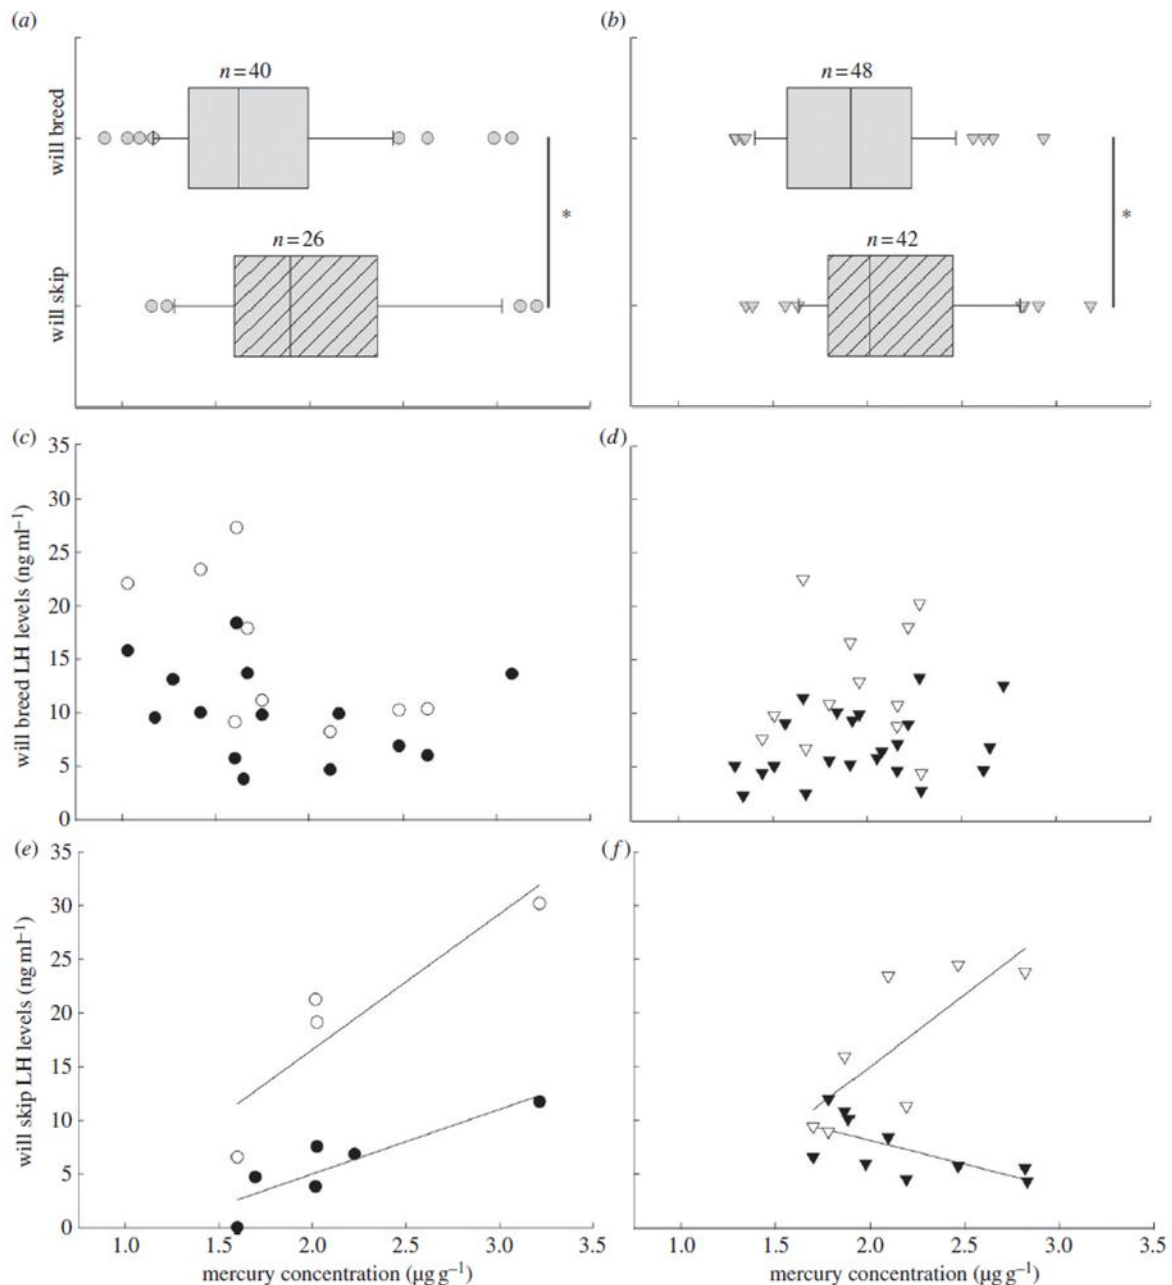 (a)
(b)
n=40
n=48
will breed
*
*
n=26
n=42
will skip
(c)
(d)
35
30
25
20
15
10
5
0
will breed LH levels (ng ml⁻¹)
(e)
(f)
35
30
25
20
15
10
5
0
will skip LH levels (ng ml⁻¹)
1.0 1.5 2.0 2.5 3.0 3.5
1.0 1.5 2.0 2.5 3.0 3.5
mercury concentration (µg g⁻¹)
mercury concentration (µg g⁻¹)